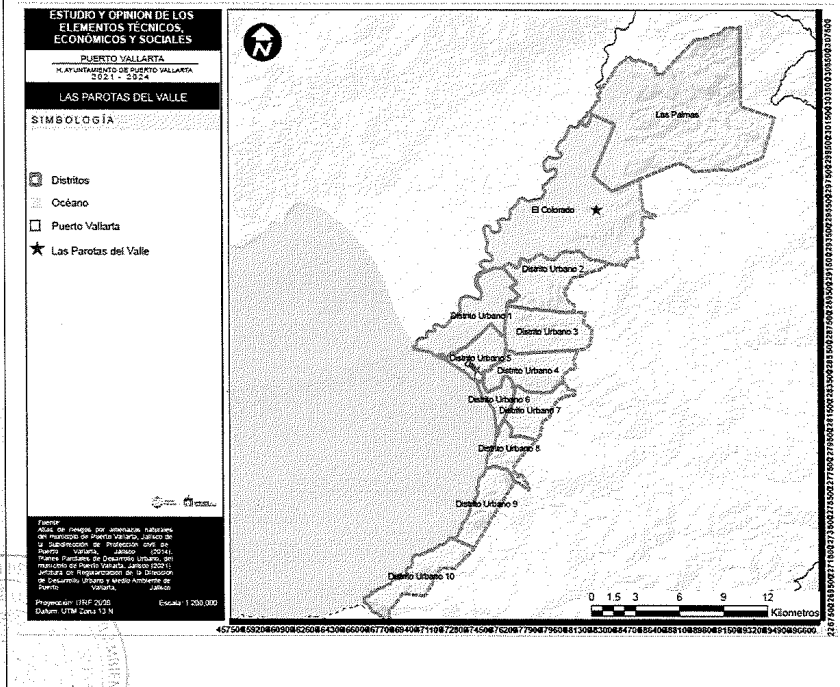 ESTUDIO Y OPINION DE LOS
ELEMENTOS TÉCNICOS,
ECONÓMICOS Y SOCIALES
PUERTO VALLARTA
H. AYUNTAMIENTO DE PUERTO VALLARTA
2021 - 2024
LAS PAROTAS DEL VALLE
SIMBOLOGÍA
Distritos
Océano
Puerto Vallarta
Las Parotas del Valle
Fuente:
Atlas de riesgos por amenazas naturales
del municipio de Puerto Vallarta, Jalisco de
la Subdirección de Protección civil de
Puerto Vallarta, Jalisco (2014).
Planes Parciales de Desarrollo Urbano, del
municipio de Puerto Vallarta, Jalisco (2021)
Jefatura de Regularización de la Dirección
de Desarrollo Urbano y Medio Ambiente de
Puerto Vallarta, Jalisco
Escala: 1:200,000
Datum: UTM Zona 13 N
N
Las Palmas
El Colorado
Distrito Urbano 2
Distrito Urbano 1
Distrito Urbano 3
Distrito Urbano 5
Distrito Urbano 4
Distrito Urbano 6
Distrito Urbano 7
Distrito Urbano 8
Distrito Urbano 9
Distrito Urbano 10
0 1.5 3 6 9 12
Kilometros